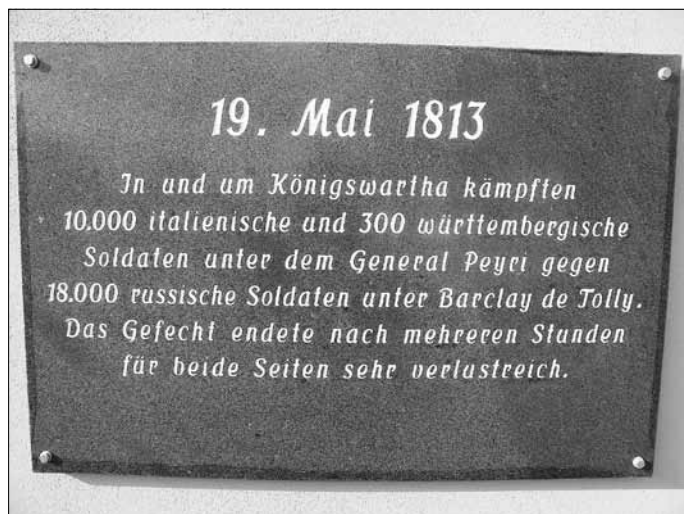 19. Mai 1813
In und um Königswartha kämpften
10.000 italienische und 300 württembergische
Soldaten unter dem General Peyri gegen
18.000 russische Soldaten unter Barclay de Tolly.
Das Gefecht endete nach mehreren Stunden
für beide Seiten sehr verlustreich.